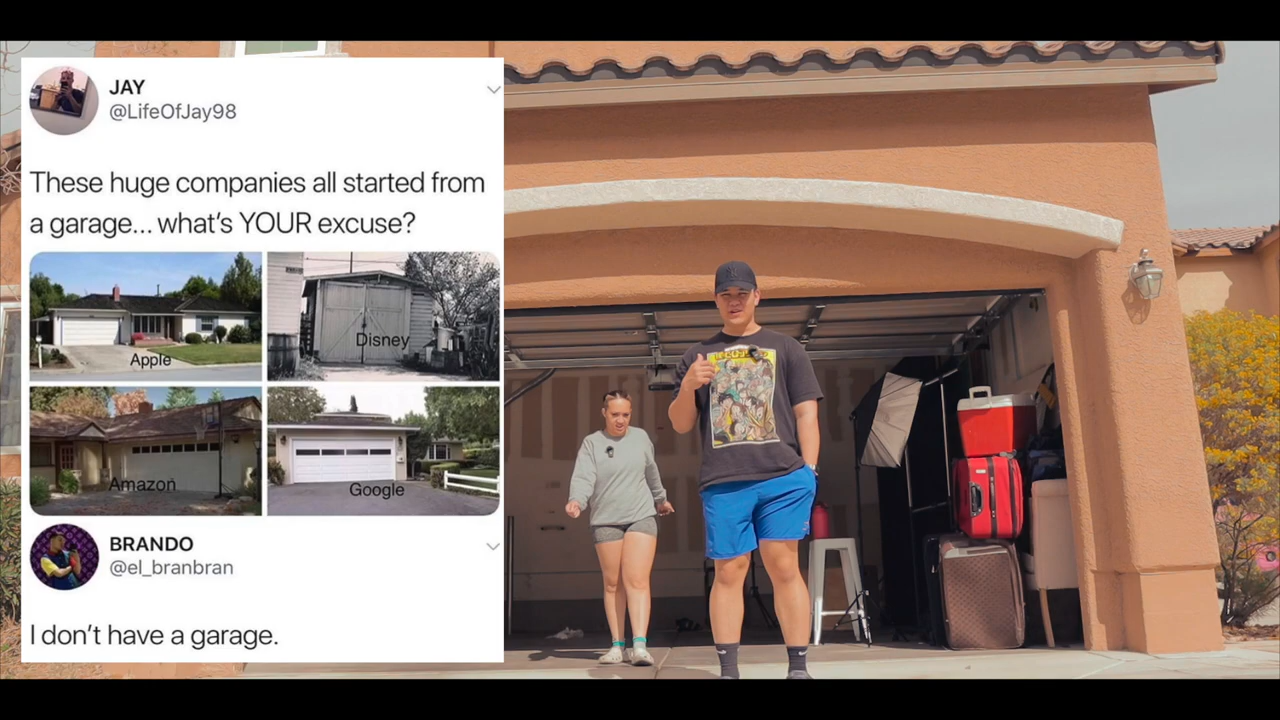 JAY
@LifeOfJay98
These huge companies all started from
a garage... what's YOUR excuse?
Apple
Disney
Amazon
Google
BRANDO
@el_branbran
I don't have a garage.